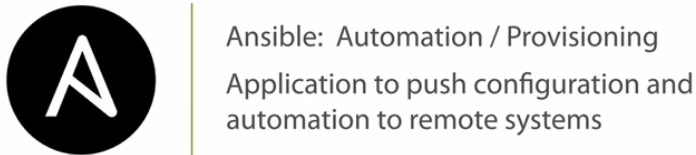 Ansible: Automation / Provisioning
Application to push configuration and
automation to remote systems